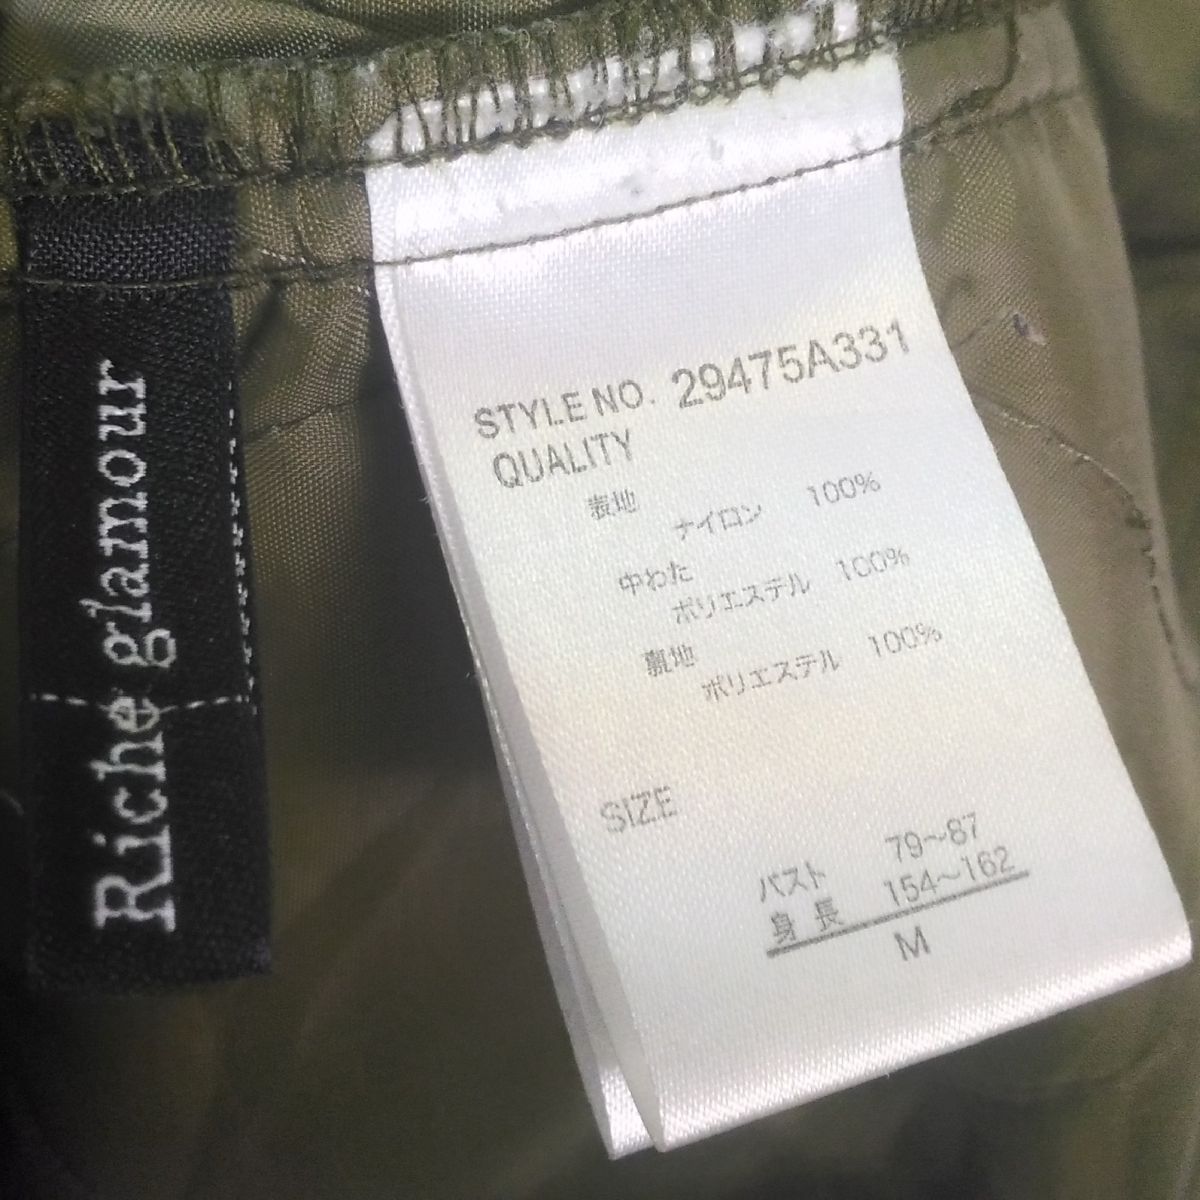 Riche glamour
STYLE NO. 29475A331
QUALITY
表地
ナイロン 100%
中わた
ポリエステル 100%
裏地
ポリエステル 100%
SIZE
バスト 79～87
身長 154～162
M